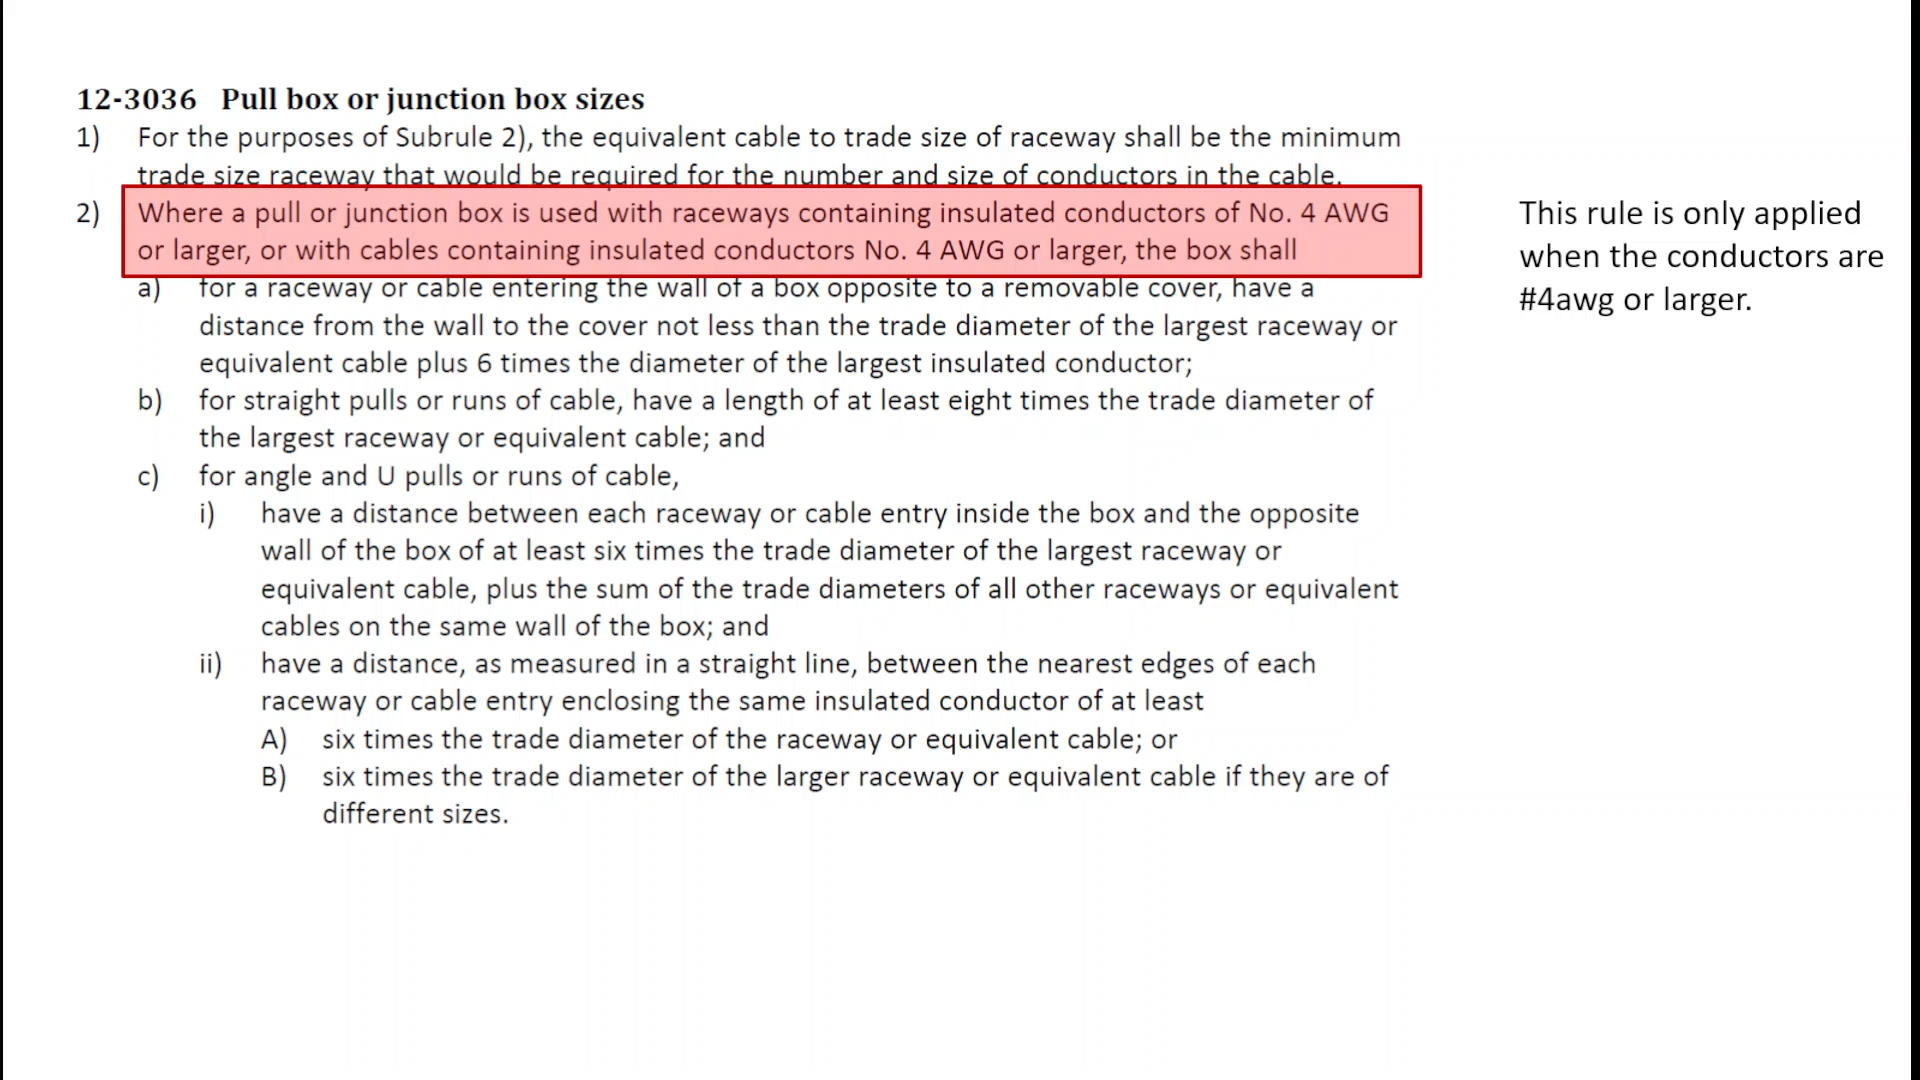 12-3036 Pull box or junction box sizes
1) For the purposes of Subrule 2), the equivalent cable to trade size of raceway shall be the minimum
trade size raceway that would be required for the number and size of conductors in the cable.
2) Where a pull or junction box is used with raceways containing insulated conductors of No. 4 AWG
or larger, or with cables containing insulated conductors No. 4 AWG or larger, the box shall
a) for a raceway or cable entering the wall of a box opposite to a removable cover, have a
distance from the wall to the cover not less than the trade diameter of the largest raceway or
equivalent cable plus 6 times the diameter of the largest insulated conductor;
b) for straight pulls or runs of cable, have a length of at least eight times the trade diameter of
the largest raceway or equivalent cable; and
c) for angle and U pulls or runs of cable,
i) have a distance between each raceway or cable entry inside the box and the opposite
wall of the box of at least six times the trade diameter of the largest raceway or
equivalent cable, plus the sum of the trade diameters of all other raceways or equivalent
cables on the same wall of the box; and
ii) have a distance, as measured in a straight line, between the nearest edges of each
raceway or cable entry enclosing the same insulated conductor of at least
A) six times the trade diameter of the raceway or equivalent cable; or
B) six times the trade diameter of the larger raceway or equivalent cable if they are of
different sizes.
This rule is only applied
when the conductors are
#4awg or larger.